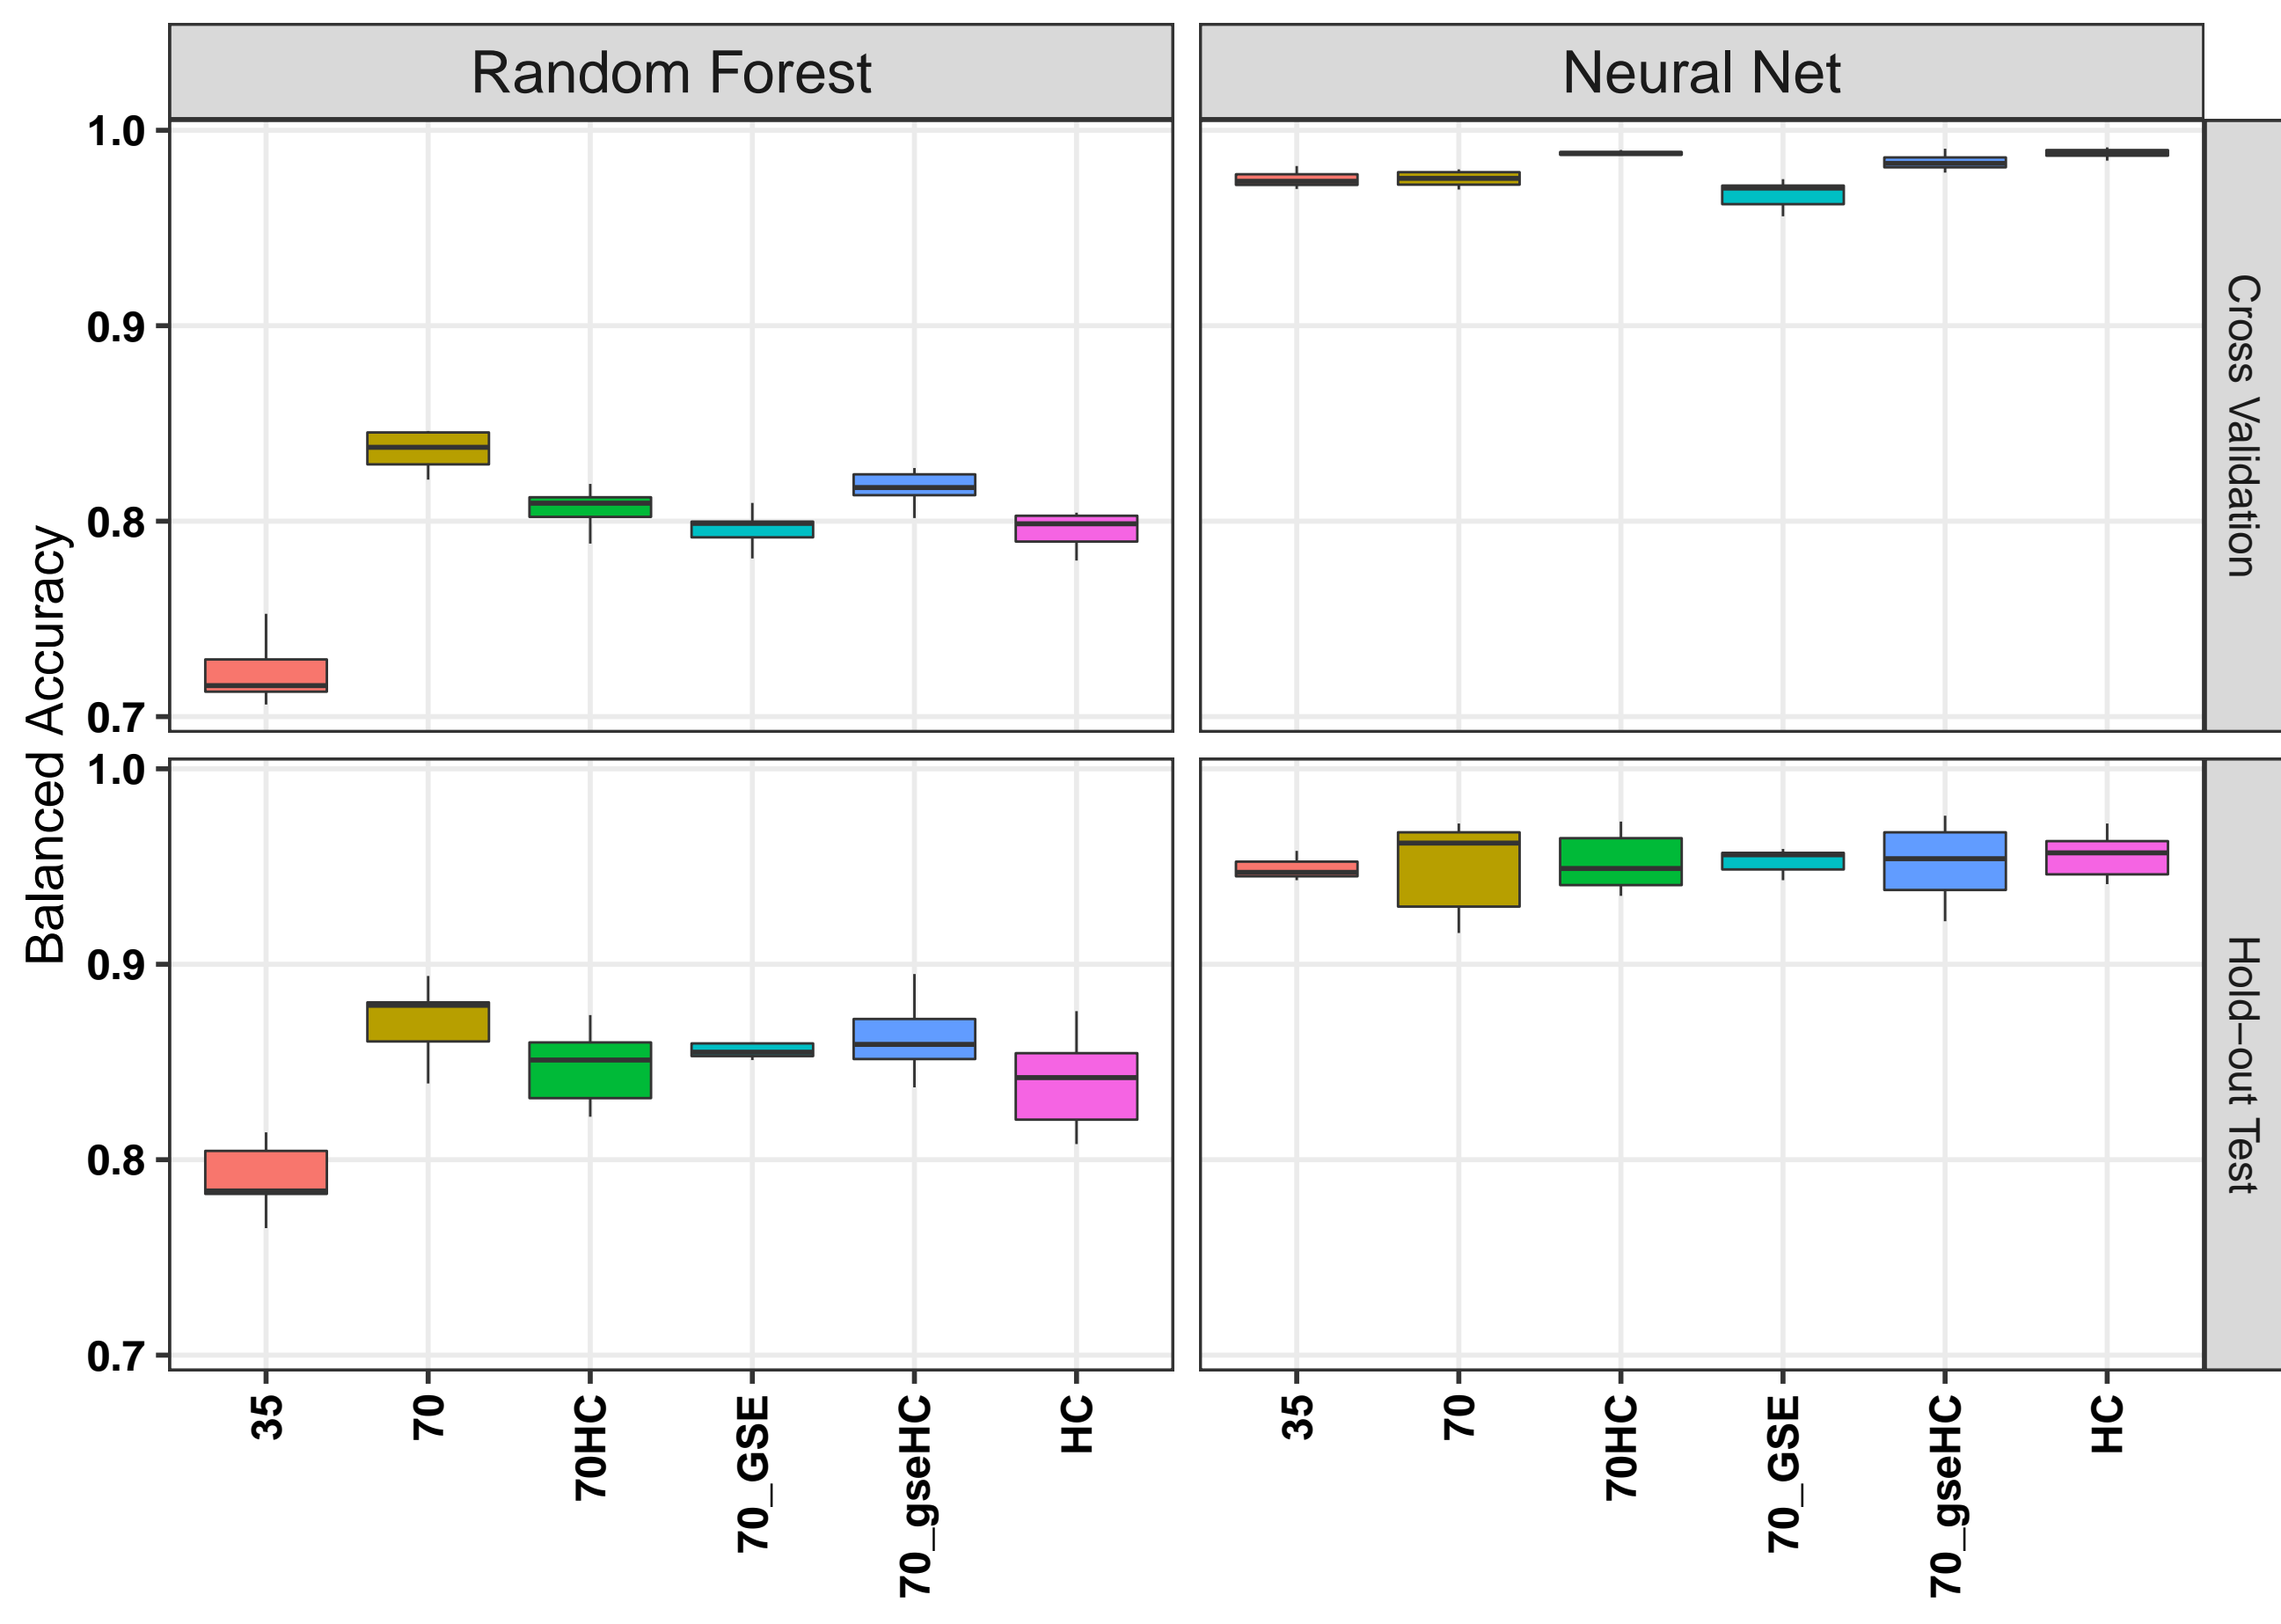 Random Forest
Neural Net
Balanced Accuracy
1.0
0.9
0.8
0.7
Cross Validation
1.0
0.9
0.8
0.7
Hold−out Test
35
70
70HC
70_GSE
70_gseHC
HC
35
70
70HC
70_GSE
70_gseHC
HC